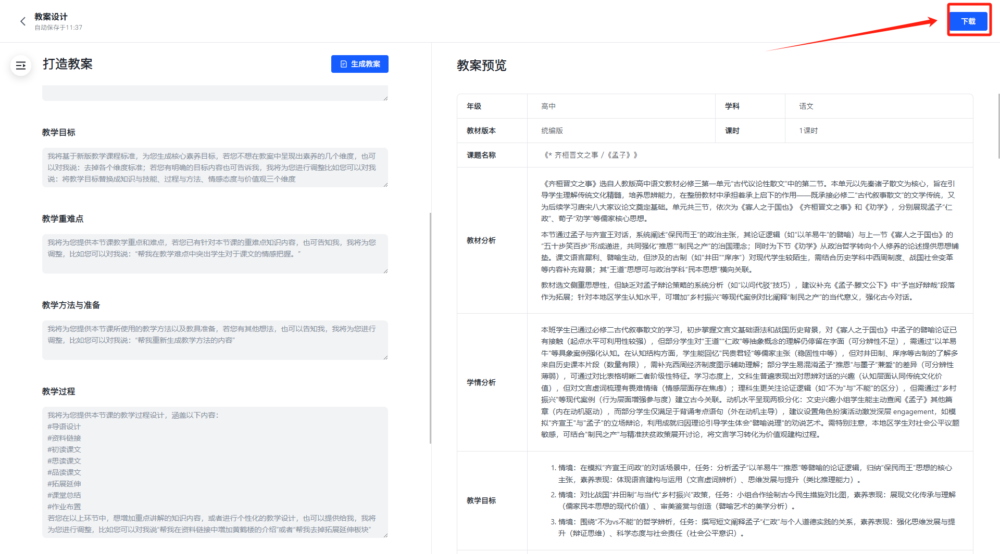 教案设计
自动保存于11:37
下载
打造教案
生成教案
教学目标
我将基于新版教学课程标准，为您生成核心素养目标，若您不想在教案中呈现出素养的几个维度，也可
以对我说：去掉各个维度标准；若您有明确的目标内容也可告诉我，我将为您进行调整比如您可以对我
说：将教学目标替换成知识与技能、过程与方法、情感态度与价值观三个维度
教学重难点
我将为您提供本节课教学重点和难点，若您已有针对本节课的重难点知识内容，也可告知我，我将为您
调整，比如您可以对我说：“帮我在教学难点中突出学生对于课文的情感把握。”
教学方法与准备
我将为您提供本节课所使用的教学方法以及教具准备，若您有其他想法，也可以告知我，我将为您进行
调整，比如您可以对我说：“帮我重新生成教学方法的内容”
教学过程
我将为您提供本节课的教学过程设计，涵盖以下内容：
#导语设计
#资料链接
#初读课文
#思读课文
#品读课文
#拓展延伸
#课堂总结
#作业布置
若您在以上环节中，想增加重点讲解的知识内容，或者进行个性化的教学设计，也可以提供给我，我将
为您进行调整，比如您可以对我说“帮我在资料链接中增加黄鹤楼的介绍”或者“帮我去掉拓展延伸板块”
教案预览
年级 高中 学科 语文
教材版本 统编版 课时 1课时
课题名称 《* 齐桓晋文之事 /《孟子》》
教材分析
《齐桓晋文之事》选自人教版高中语文教材必修三第一单元“古代议论性散文”中的第二节。本单元以先秦诸子散文为核心，旨在引
导学生理解传统文化精髓，培养思辨能力，在整册教材中承担着承上启下的作用——既承接必修二“古代叙事散文”的文学传统，又
为后续学习唐宋八大家议论文奠定基础。单元共三节，依次为《寡人之于国也》《齐桓晋文之事》和《劝学》，分别展现孟子“仁
政”、荀子“劝学”等儒家核心思想。
本节通过孟子与齐宣王对话，系统阐述“保民而王”的政治主张，其论证逻辑（如“以羊易牛”的譬喻）与上一节《寡人之于国也》的
“五十步笑百步”形成递进，共同强化“推恩”“制民之产”的治国理念；同时为下节《劝学》从政治哲学转向个人修养的论述提供思想铺
垫。课文语言犀利、譬喻生动，但涉及的古制（如“井田”“庠序”）对现代学生较陌生，需结合历史学科中西周制度、战国社会变革
等内容补充背景；其“王道”思想可与政治学科“民本思想”横向关联。
教材选文侧重思想性，但缺乏对孟子辩论策略的系统分析（如“以问代驳”技巧），建议补充《孟子·滕文公下》中“予岂好辩哉”段落
作为拓展；针对本地区学生认知水平，可增加“乡村振兴”等现代案例对比阐释“制民之产”的当代意义，强化古今对话。
学情分析
本班学生已通过必修二古代叙事散文的学习，初步掌握文言文基础语法和战国历史背景，对《寡人之于国也》中孟子的譬喻论证已
有接触（起点水平可利用性较强），但部分学生对"王道""仁政"等抽象概念的理解仍停留在字面（可分辨性不足），需通过"以羊易
牛"等具象案例强化认知。在认知结构方面，学生能回忆"民贵君轻"等儒家主张（稳固性中等），但对井田制、庠序等古制的了解多
来自历史课本片段（数量有限），需补充西周经济制度图示辅助理解；部分学生易混淆孟子"推恩"与墨子"兼爱"的差异（可分辨性
薄弱），可通过对比表格明晰二者阶级性特征。学习态度上，文科生普遍表现出对思辨对话的兴趣（认知层面认同传统文化价
值），但对文言虚词梳理有畏难情绪（情感层面存在焦虑）；理科生更关注论证逻辑（如"不为"与"不能"的区分），但需通过"乡村
振兴"等现代案例（行为层面增强参与度）建立古今关联。动机水平呈现两极分化：文史兴趣小组学生能主动查阅《孟子》其他篇
章（内在动机驱动），而部分学生仅满足于背诵考点语句（外在动机主导），建议设置角色扮演活动激发深层 engagement，如模
拟"齐宣王"与"孟子"的立场辩论，利用成就归因理论引导学生体会"譬喻说理"的劝说艺术。需特别注意，本地区学生对社会公平议题
敏感，可结合"制民之产"与精准扶贫政策展开讨论，将文言学习转化为价值观建构过程。
教学目标
1. 情境：在模拟“齐宣王问政”的对话场景中，任务：分析孟子“以羊易牛”“推恩”等譬喻的论证逻辑，归纳“保民而王”思想的核心
主张，素养表现：体现语言建构与运用（文言虚词辨析）、思维发展与提升（类比推理能力）。
2. 情境：对比战国“井田制”与当代“乡村振兴”政策，任务：小组合作绘制古今民生措施对比图，素养表现：展现文化传承与理解
（儒家民本思想的现代价值）、审美鉴赏与创造（譬喻艺术的美学分析）。
3. 情境：围绕“不为vs不能”的哲学辨析，任务：撰写短文阐释孟子“仁政”与个人道德实践的关系，素养表现：强化思维发展与提
升（辩证思维）、科学态度与社会责任（社会公平意识）。